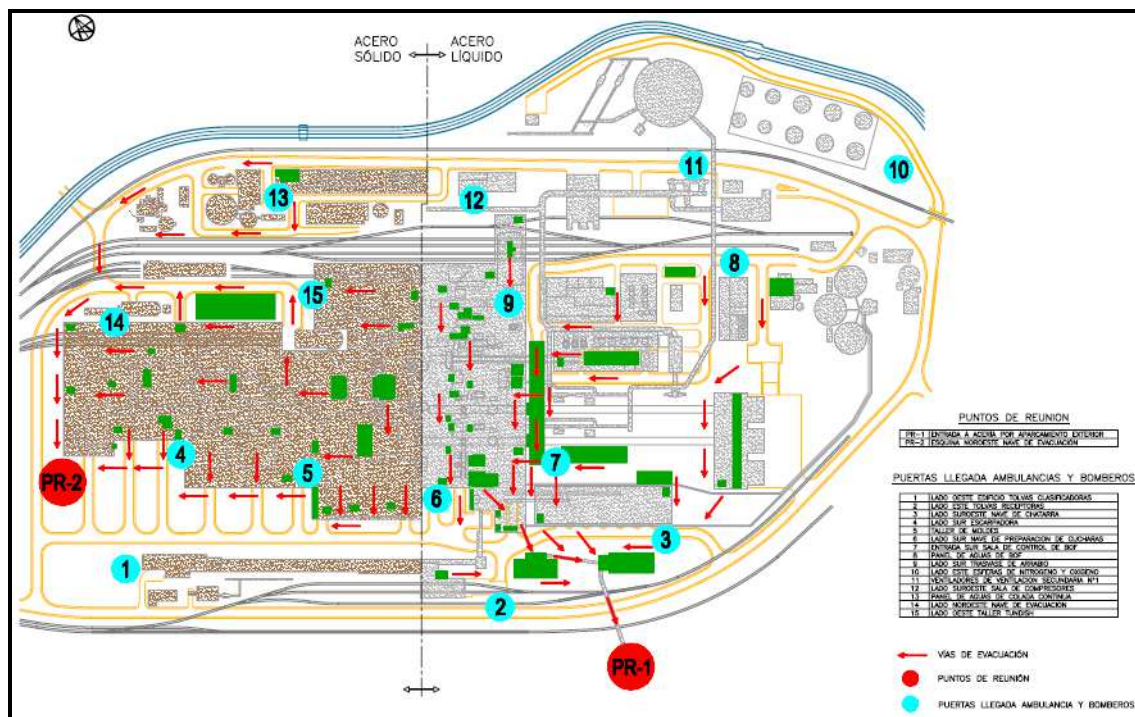 ACERO ACERO
SÓLIDO LÍQUIDO
10
11
13
12
8
15
9
14
4
5
7
PR-2
6
3
1
2
PR-1
PUNTOS DE REUNION
PR-1 ENTRADA A ACERÍA POR APARCAMIENTO EXTERIOR
PR-2 ESQUINA NOROESTE NAVE DE EVACUACIÓN
PUERTAS LLEGADA AMBULANCIAS Y BOMBEROS
1 LADO OESTE EDIFICIO TOLVAS CLASIFICADORAS
2 LADO ESTE TOLVAS RECEPTORAS
3 LADO SUROESTE NAVE DE CHATARRA
4 LADO SUR ESCARPADORA
5 TALLER DE MOLDES
6 LADO SUR NAVE DE PREPARACION DE CUCHARAS
7 ENTRADA SUR SALA DE CONTROL DE BOF
8 PANEL DE AGUAS DE BOF
9 LADO SUR TRASVASE DE ARRABIO
10 LADO ESTE ESFERAS DE NITROGENO Y OXIGENO
11 VENTILADORES DE VENTILACION SECUNDARIA Nº1
12 LADO SUROESTE SALA DE COMPRESORES
13 PANEL DE AGUAS DE COLADA CONTINUA
14 LADO NOROESTE NAVE DE EVACUACIÓN
15 LADO OESTE TALLER TUNDISH
VÍAS DE EVACUACIÓN
PUNTOS DE REUNIÓN
PUERTAS LLEGADA AMBULANCIA Y BOMBEROS